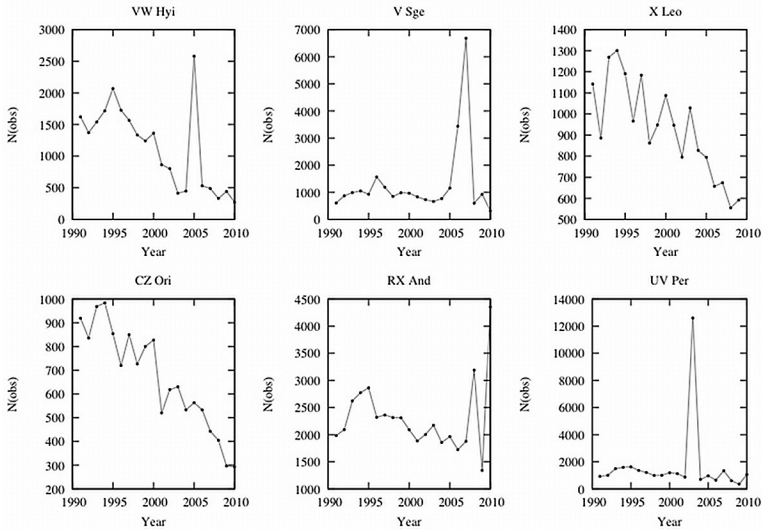 VW Hyi
3000
2500
2000
1500
1000
500
0
N(obs)
1990 1995 2000 2005 2010
Year
V Sge
7000
6000
5000
4000
3000
2000
1000
0
N(obs)
1990 1995 2000 2005 2010
Year
X Leo
1400
1300
1200
1100
1000
900
800
700
600
500
N(obs)
1990 1995 2000 2005 2010
Year
CZ Ori
1000
900
800
700
600
500
400
300
200
N(obs)
1990 1995 2000 2005 2010
Year
RX And
4500
4000
3500
3000
2500
2000
1500
1000
N(obs)
1990 1995 2000 2005 2010
Year
UV Per
14000
12000
10000
8000
6000
4000
2000
0
N(obs)
1990 1995 2000 2005 2010
Year